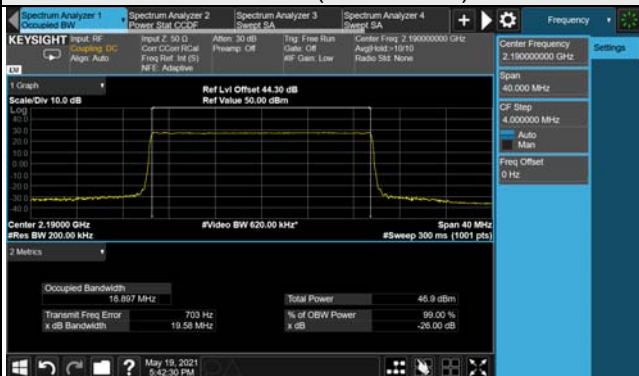 Spectrum Analyzer 1
Occupied BW
Spectrum Analyzer 2
Power Stat CCDF
Spectrum Analyzer 3
Swept SA
Spectrum Analyzer 4
Swept SA
Frequency
KEYSIGHT
Input: RF
Coupling: DC
Align: Auto
Input Z: 50 Ω
Corr CCorr RCal
Freq Ref: Int (S)
NFE: Adaptive
Atten: 30 dB
Preamp: Off
Trig: Free Run
Gate: Off
#IF Gain: Low
Center Freq: 2.190000000 GHz
Avg|Hold:>10/10
Radio Std: None
Center Frequency
2.190000000 GHz
Settings
Span
40.000 MHz
CF Step
4.000000 MHz
Auto
Man
Freq Offset
0 Hz
1 Graph
Scale/Div 10.0 dB
Ref Lvl Offset 44.30 dB
Ref Value 50.00 dBm
Log
40.0
30.0
20.0
10.0
0.00
-10.0
-20.0
-30.0
-40.0
Center 2.19000 GHz
#Res BW 200.00 kHz
#Video BW 620.00 kHz*
Span 40 MHz
#Sweep 300 ms (1001 pts)
2 Metrics
Occupied Bandwidth
18.897 MHz
Total Power
46.9 dBm
Transmit Freq Error
703 Hz
% of OBW Power
99.00 %
x dB Bandwidth
19.58 MHz
x dB
-26.00 dB
May 19, 2021
5:42:30 PM